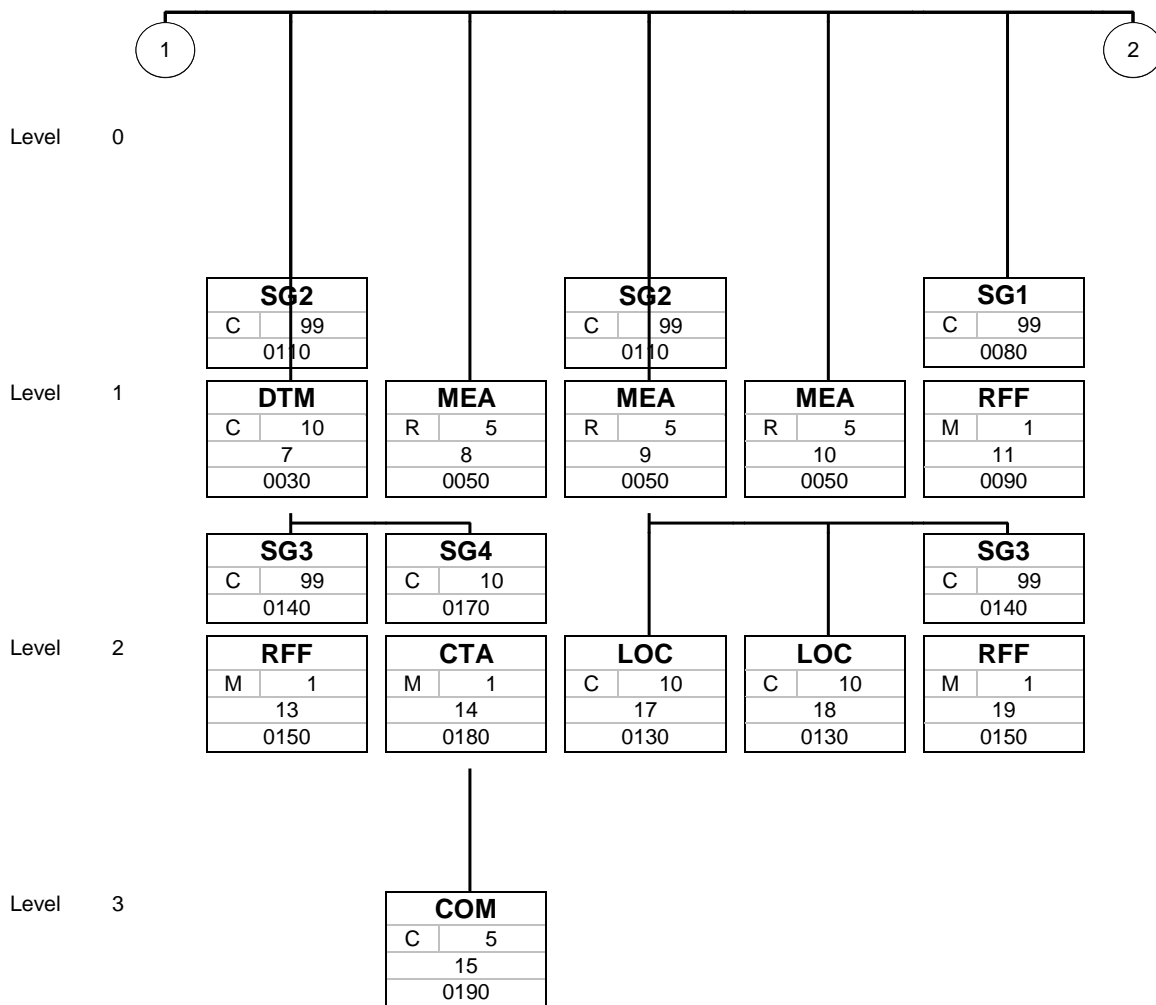 1 2
Level 0
SG2 SG2 SG1
C 99 C 99 C 99
0110 0110 0080
Level 1 DTM MEA MEA MEA RFF
C 10 R 5 R 5 R 5 M 1
7 8 9 10 11
0030 0050 0050 0050 0090
SG3 SG4 SG3
C 99 C 10 C 99
0140 0170 0140
Level 2 RFF CTA LOC LOC RFF
M 1 M 1 C 10 C 10 M 1
13 14 17 18 19
0150 0180 0130 0130 0150
Level 3 COM
C 5
15
0190